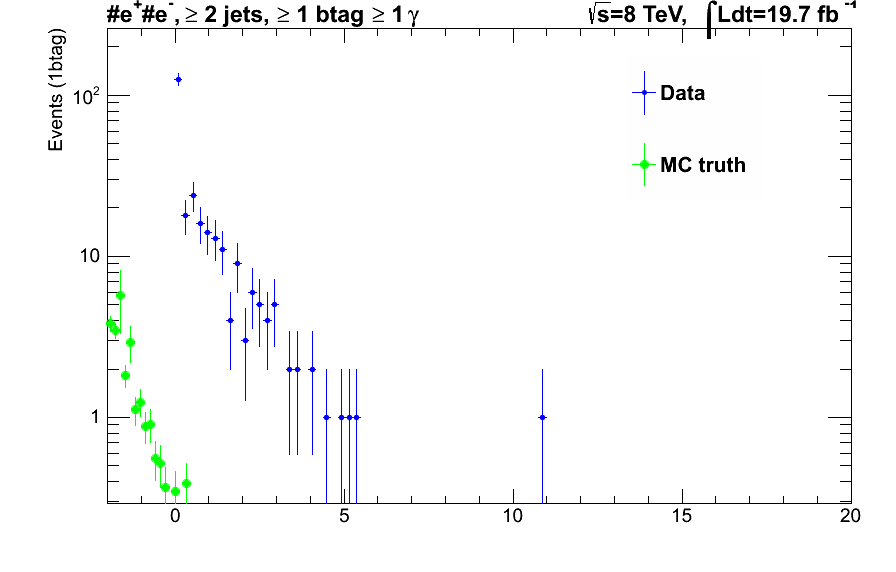 #e⁺#e⁻, ≥ 2 jets, ≥ 1 btag ≥ 1 γ √s=8 TeV, ∫Ldt=19.7 fb⁻¹
Events (1btag)
10²
10
1
Data
MC truth
0 5 10 15 20